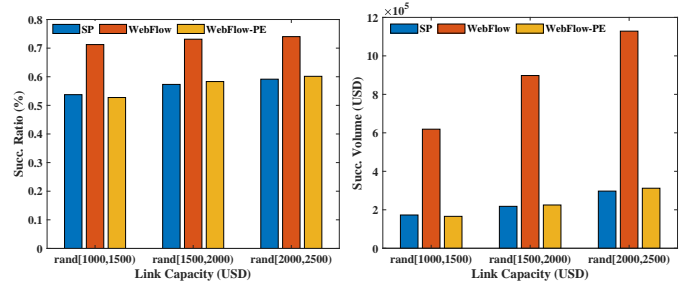 SP WebFlow WebFlow-PE
Succ. Ratio (%)
0.8
0.7
0.6
0.5
0.4
0.3
0.2
0.1
0
rand[1000,1500) rand[1500,2000) rand[2000,2500)
Link Capacity (USD)
×10^5
SP WebFlow WebFlow-PE
Succ. Volume (USD)
12
10
8
6
4
2
0
rand[1000,1500) rand[1500,2000) rand[2000,2500)
Link Capacity (USD)